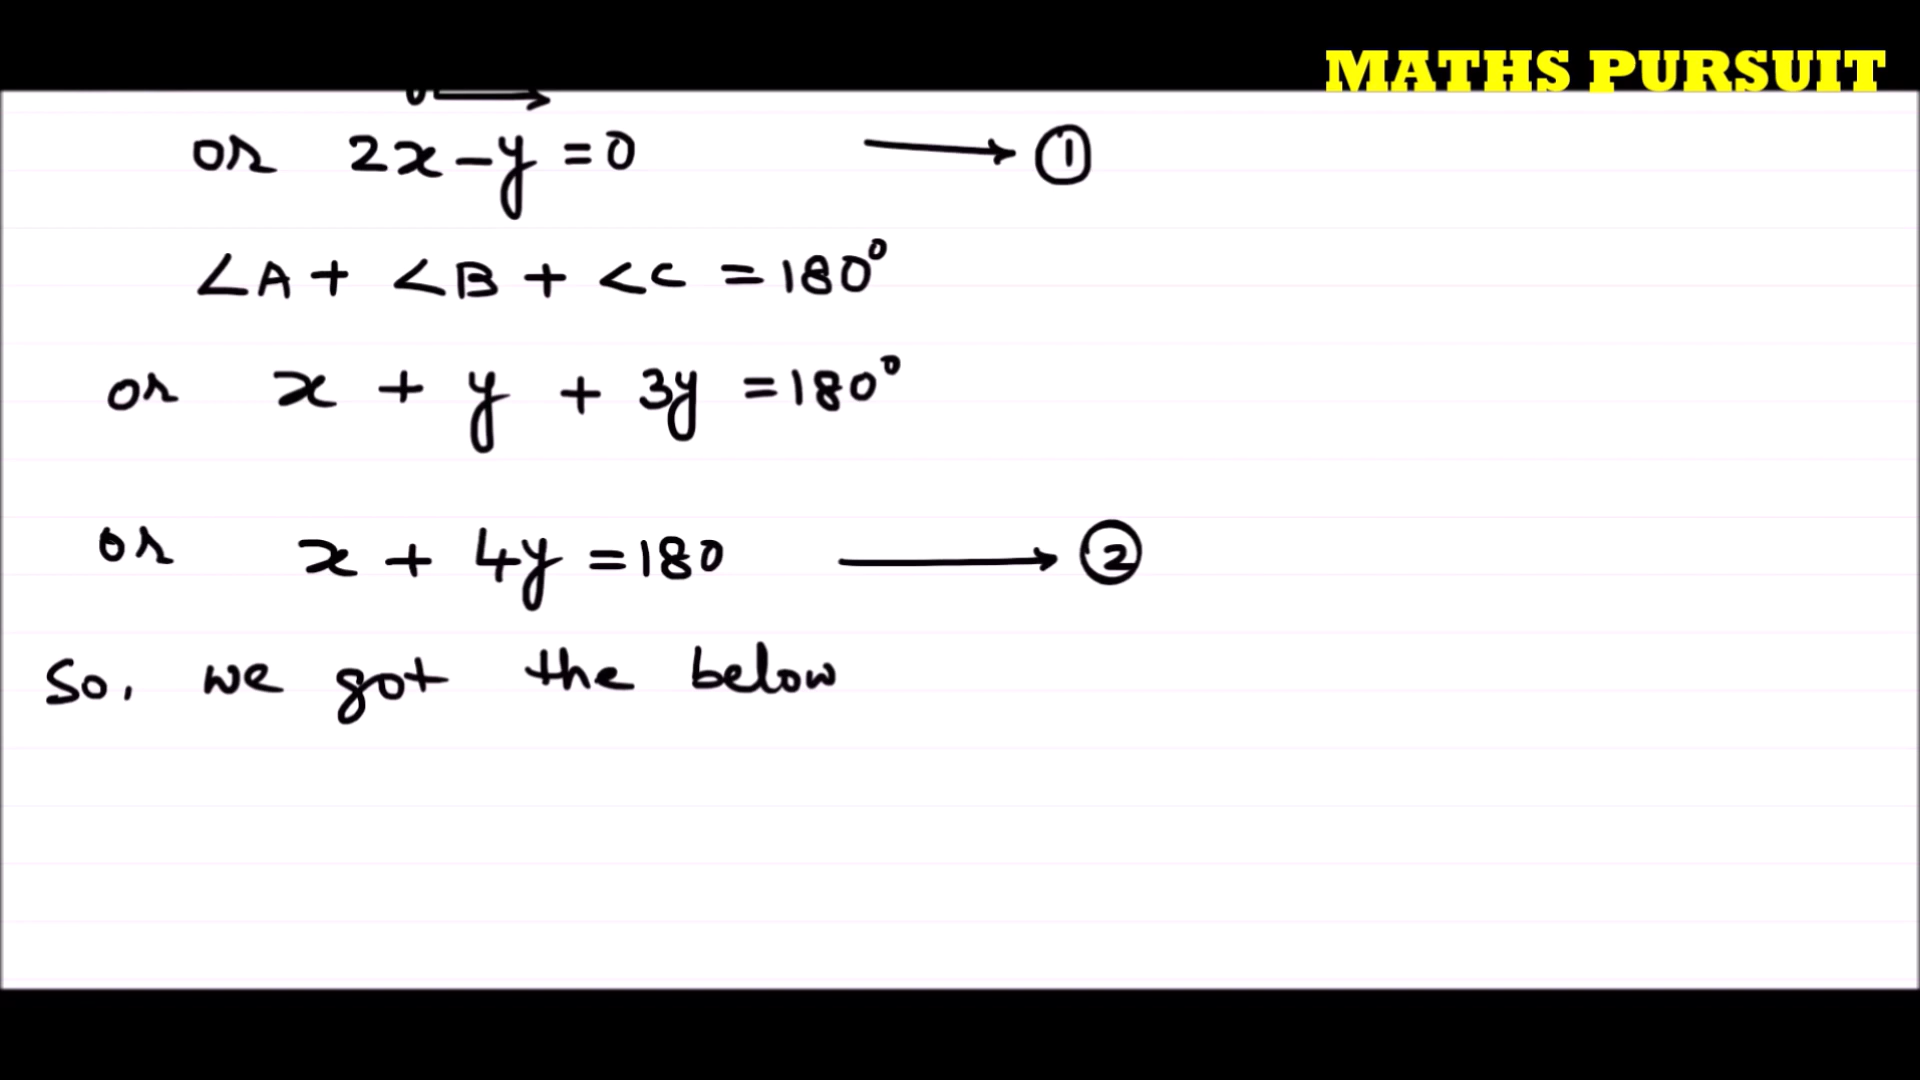 MATHS PURSUIT
or 2x - y = 0 ⟶ ①
∠A + ∠B + ∠C = 180°
or x + y + 3y = 180°
or x + 4y = 180 ⟶ ②
So, we got the below